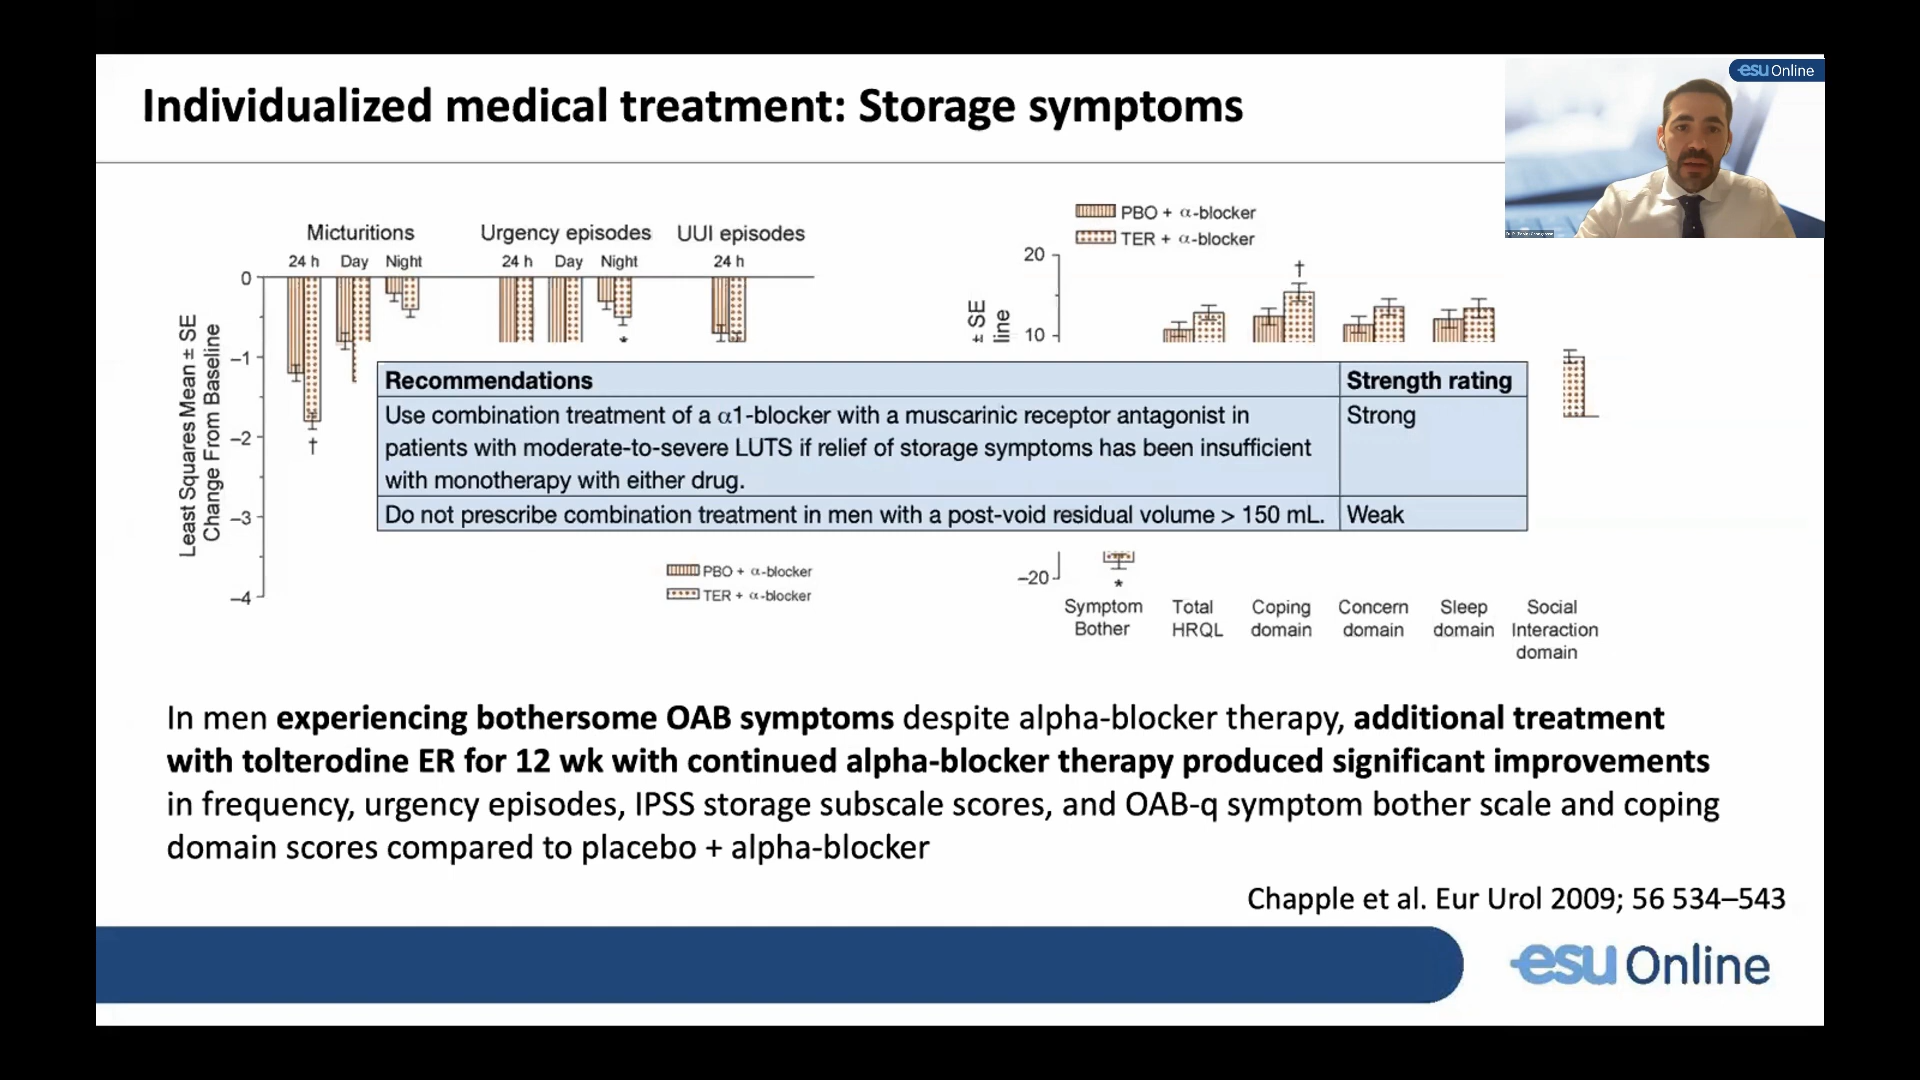 Individualized medical treatment: Storage symptoms
esu Online
Micturitions Urgency episodes UUI episodes
24 h Day Night 24 h Day Night 24 h
0
−1
−2
−3
−4
Least Squares Mean ± SE
Change From Baseline
†
*
PBO + α-blocker
TER + α-blocker
PBO + α-blocker
TER + α-blocker
20
10
−20
± SE
line
†
*
Symptom Bother
Total HRQL
Coping domain
Concern domain
Sleep domain
Social Interaction domain
Recommendations Strength rating
Use combination treatment of a α1-blocker with a muscarinic receptor antagonist in Strong
patients with moderate-to-severe LUTS if relief of storage symptoms has been insufficient
with monotherapy with either drug.
Do not prescribe combination treatment in men with a post-void residual volume > 150 mL. Weak
In men experiencing bothersome OAB symptoms despite alpha-blocker therapy, additional treatment
with tolterodine ER for 12 wk with continued alpha-blocker therapy produced significant improvements
in frequency, urgency episodes, IPSS storage subscale scores, and OAB-q symptom bother scale and coping
domain scores compared to placebo + alpha-blocker
Chapple et al. Eur Urol 2009; 56 534–543
esu Online